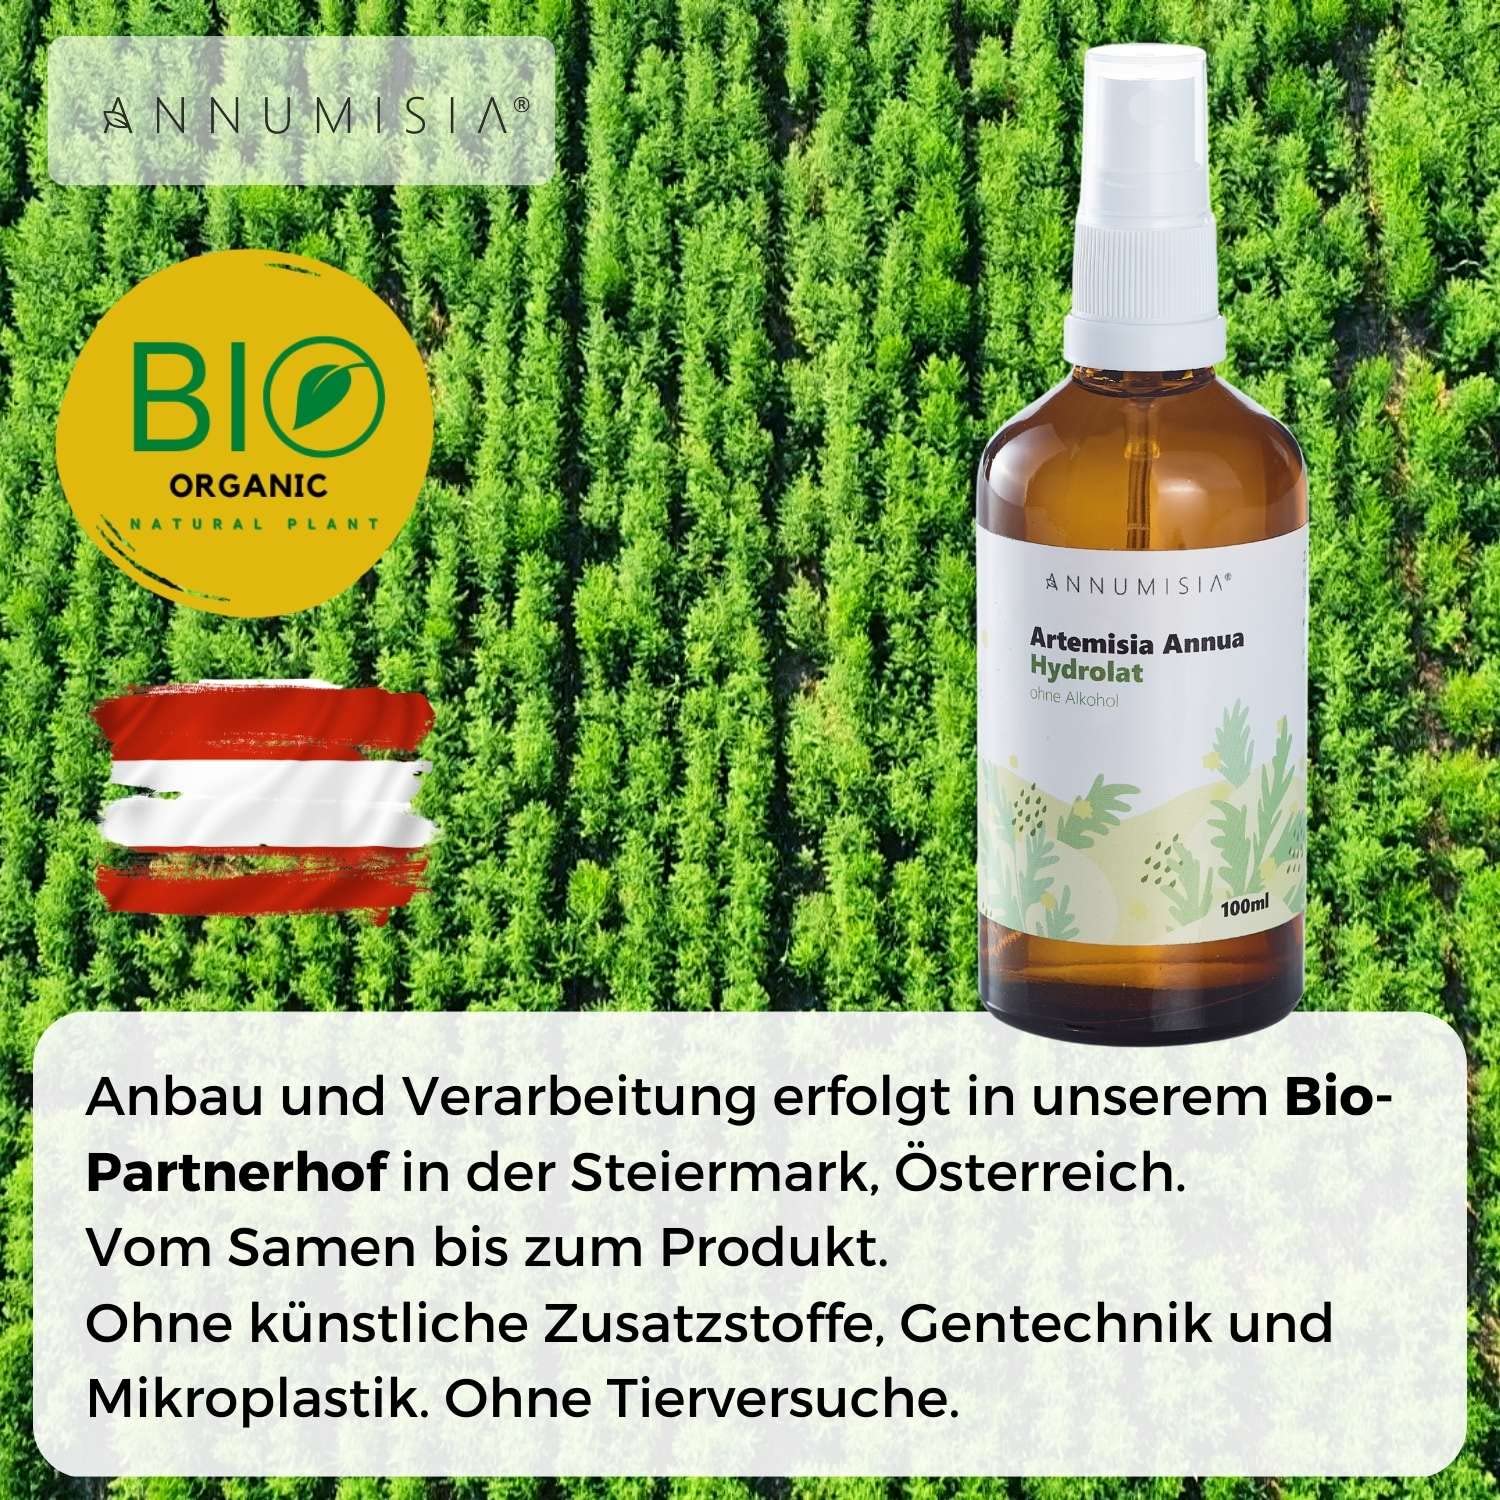 ANNUMISIA®
BIO
ORGANIC
NATURAL PLANT
ANNUMISIA®
Artemisia Annua
Hydrolat
ohne Alkohol
100ml
Anbau und Verarbeitung erfolgt in unserem Bio-
Partnerhof in der Steiermark, Österreich.
Vom Samen bis zum Produkt.
Ohne künstliche Zusatzstoffe, Gentechnik und
Mikroplastik. Ohne Tierversuche.